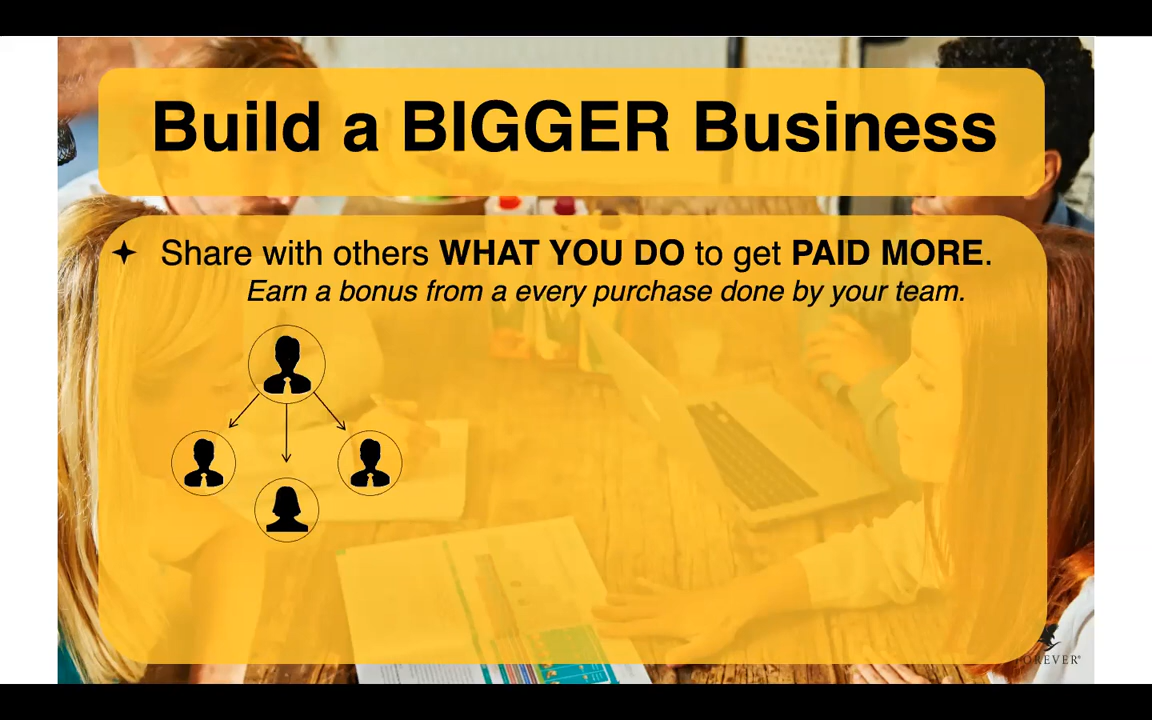 Build a BIGGER Business
✦ Share with others WHAT YOU DO to get PAID MORE.
Earn a bonus from a every purchase done by your team.
FOREVER®